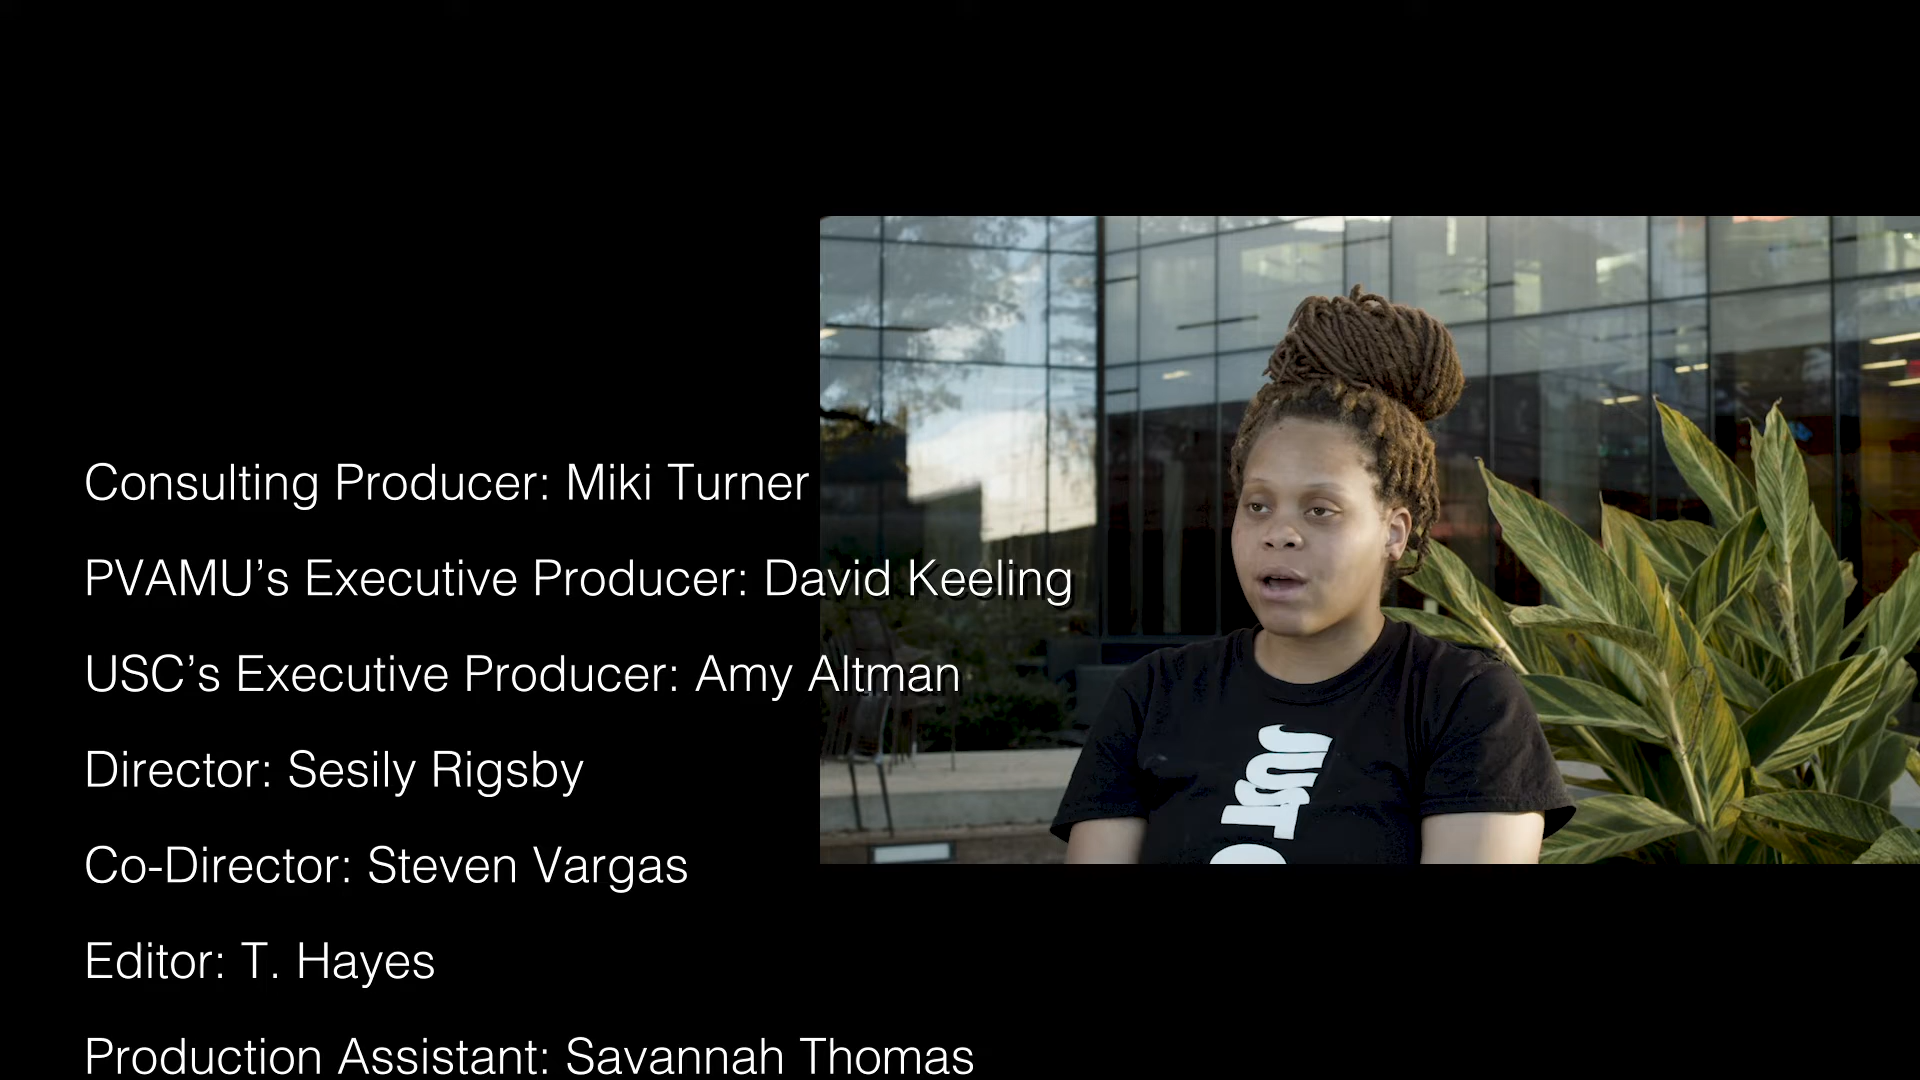 Consulting Producer: Miki Turner
PVAMU’s Executive Producer: David Keeling
USC’s Executive Producer: Amy Altman
Director: Sesily Rigsby
Co-Director: Steven Vargas
Editor: T. Hayes
Production Assistant: Savannah Thomas